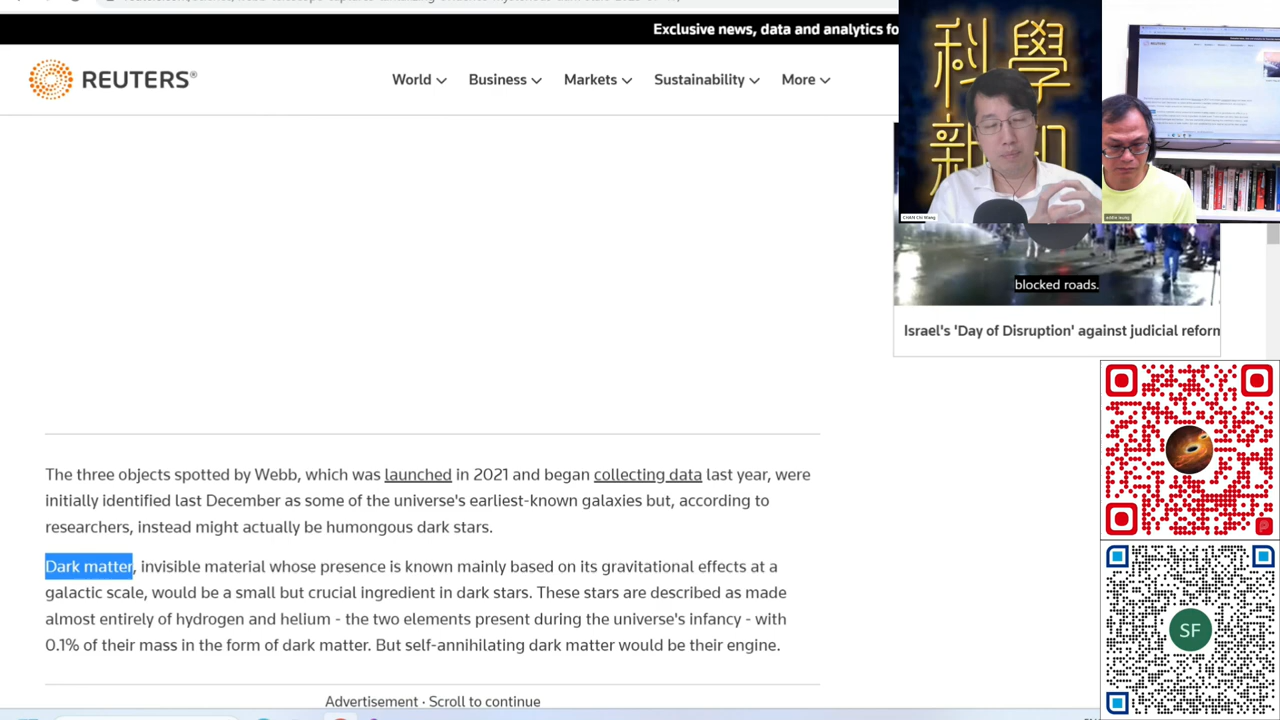 Exclusive news, data and analytics fo
REUTERS®
World
Business
Markets
Sustainability
More
科學
新知
CHAN Chi Wang
blocked roads.
Israel's 'Day of Disruption' against judicial reform
The three objects spotted by Webb, which was launched in 2021 and began collecting data last year, were
initially identified last December as some of the universe's earliest-known galaxies but, according to
researchers, instead might actually be humongous dark stars.
Dark matter, invisible material whose presence is known mainly based on its gravitational effects at a
galactic scale, would be a small but crucial ingredient in dark stars. These stars are described as made
almost entirely of hydrogen and helium - the two elements present during the universe's infancy - with
0.1% of their mass in the form of dark matter. But self-annihilating dark matter would be their engine.
Advertisement · Scroll to continue
SF